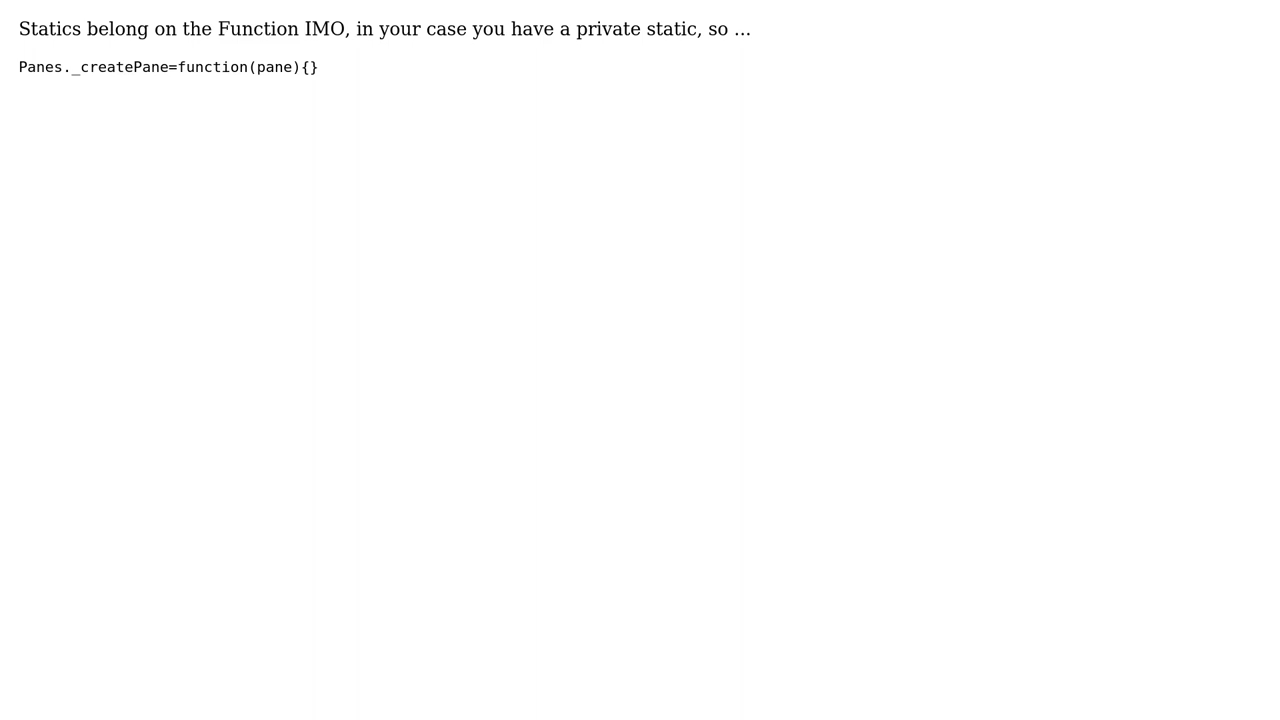 Statics belong on the Function IMO, in your case you have a private static, so ...
Panes._createPane=function(pane){}